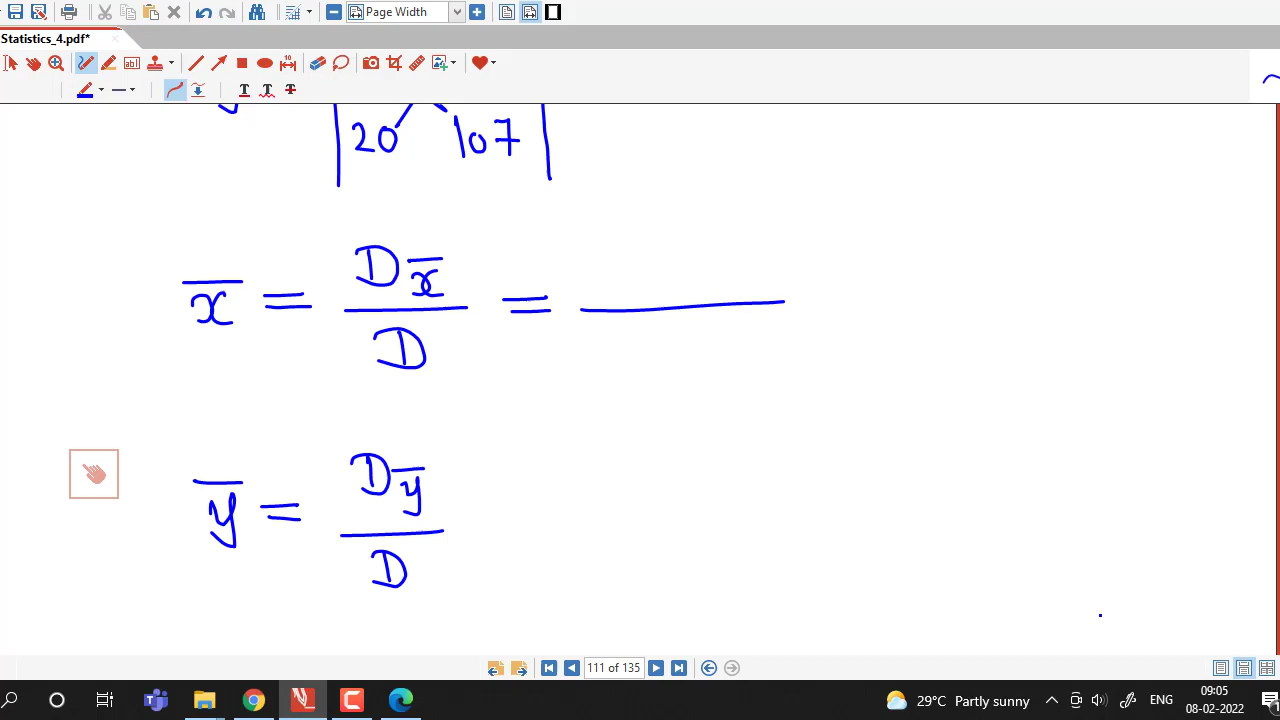 Page Width
Statistics_4.pdf*
10
T T T
20 107
x̄ = Dx̄ / D =
ȳ = Dȳ / D
111 of 135
29°C Partly sunny
ENG
09:05
08-02-2022